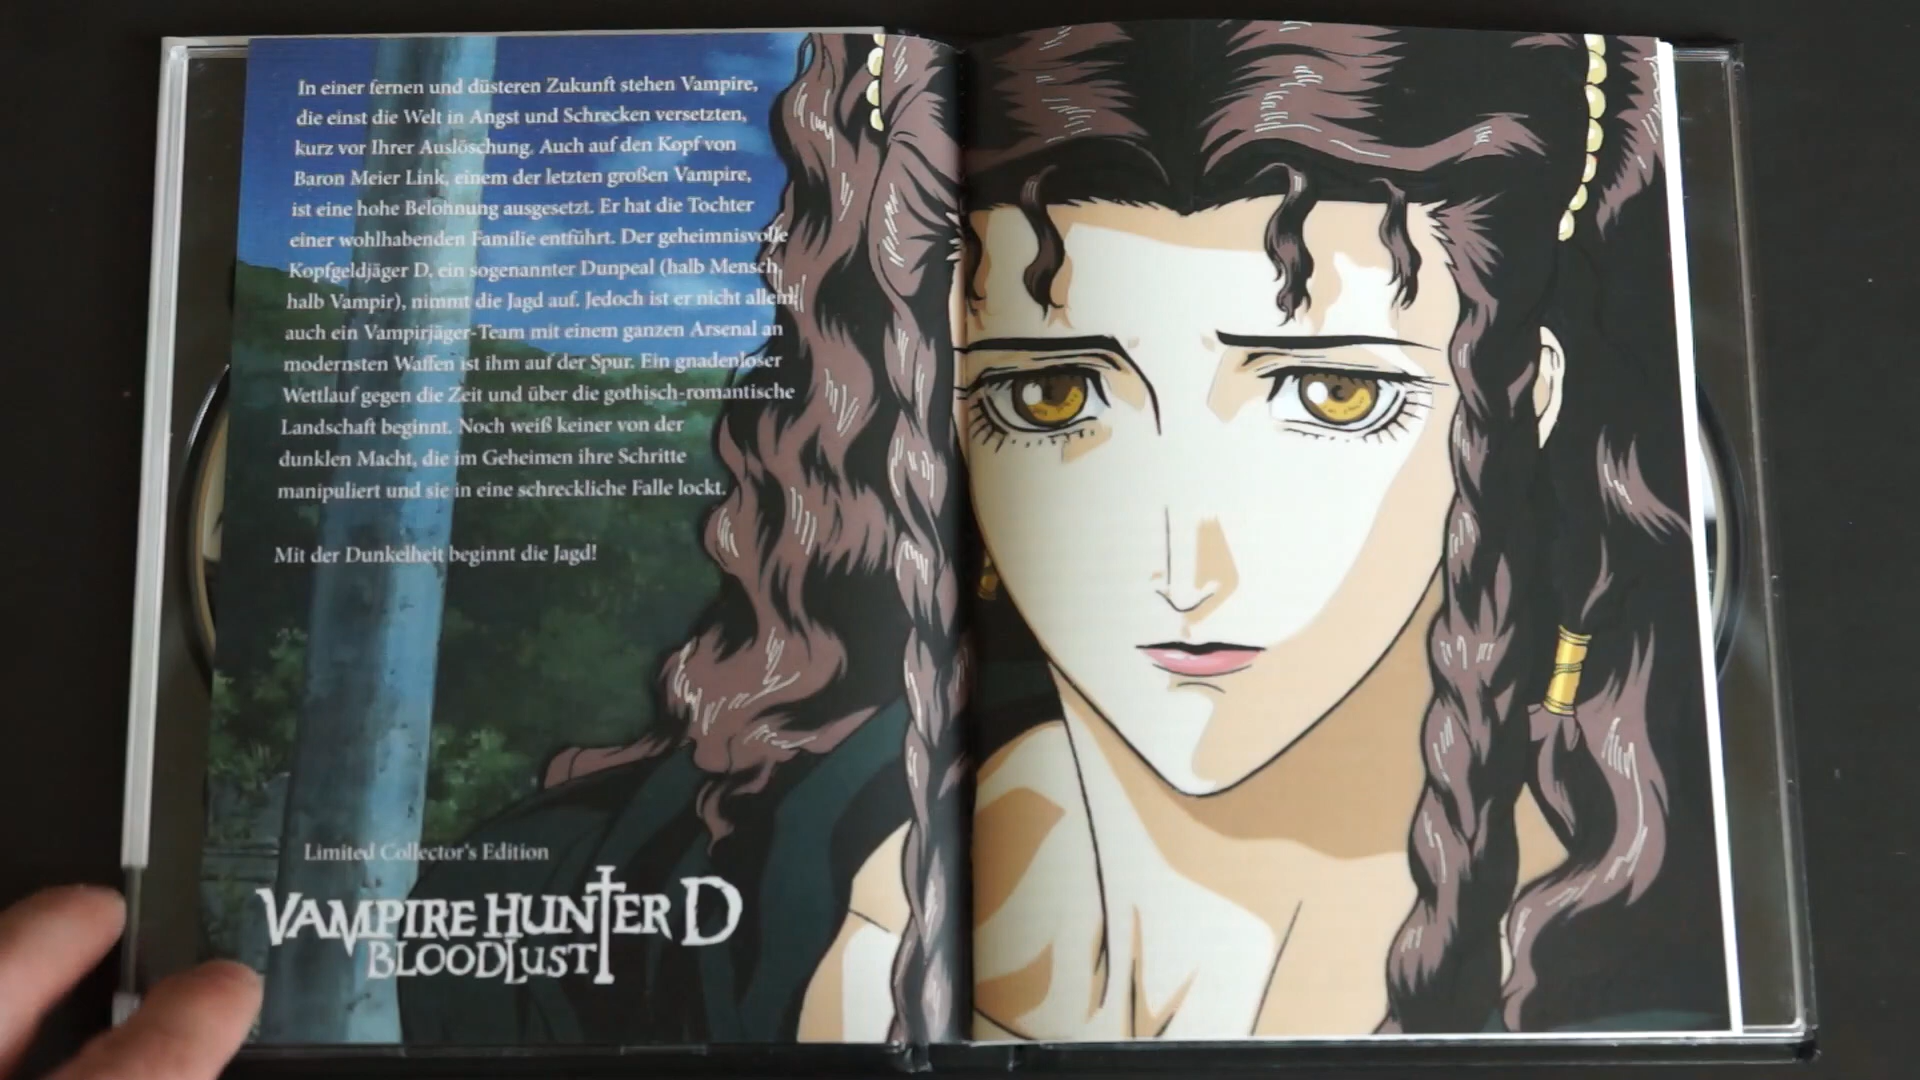 In einer fernen und düsteren Zukunft stehen Vampire,
die einst die Welt in Angst und Schrecken versetzten,
kurz vor Ihrer Auslöschung. Auch auf den Kopf von
Baron Meier Link, einem der letzten großen Vampire,
ist eine hohe Belohnung ausgesetzt. Er hat die Tochter
einer wohlhabenden Familie entführt. Der geheimnisvolle
Kopfgeldjäger D, ein sogenannter Dunpeal (halb Mensch,
halb Vampir), nimmt die Jagd auf. Jedoch ist er nicht allein,
auch ein Vampirjäger-Team mit einem ganzen Arsenal an
modernsten Waffen ist ihm auf der Spur. Ein gnadenloser
Wettlauf gegen die Zeit und über die gothisch-romantische
Landschaft beginnt. Noch weiß keiner von der
dunklen Macht, die im Geheimen ihre Schritte
manipuliert und sie in eine schreckliche Falle lockt.
Mit der Dunkelheit beginnt die Jagd!
Limited Collector's Edition
VAMPIRE HUNTER D
BLOODLUST